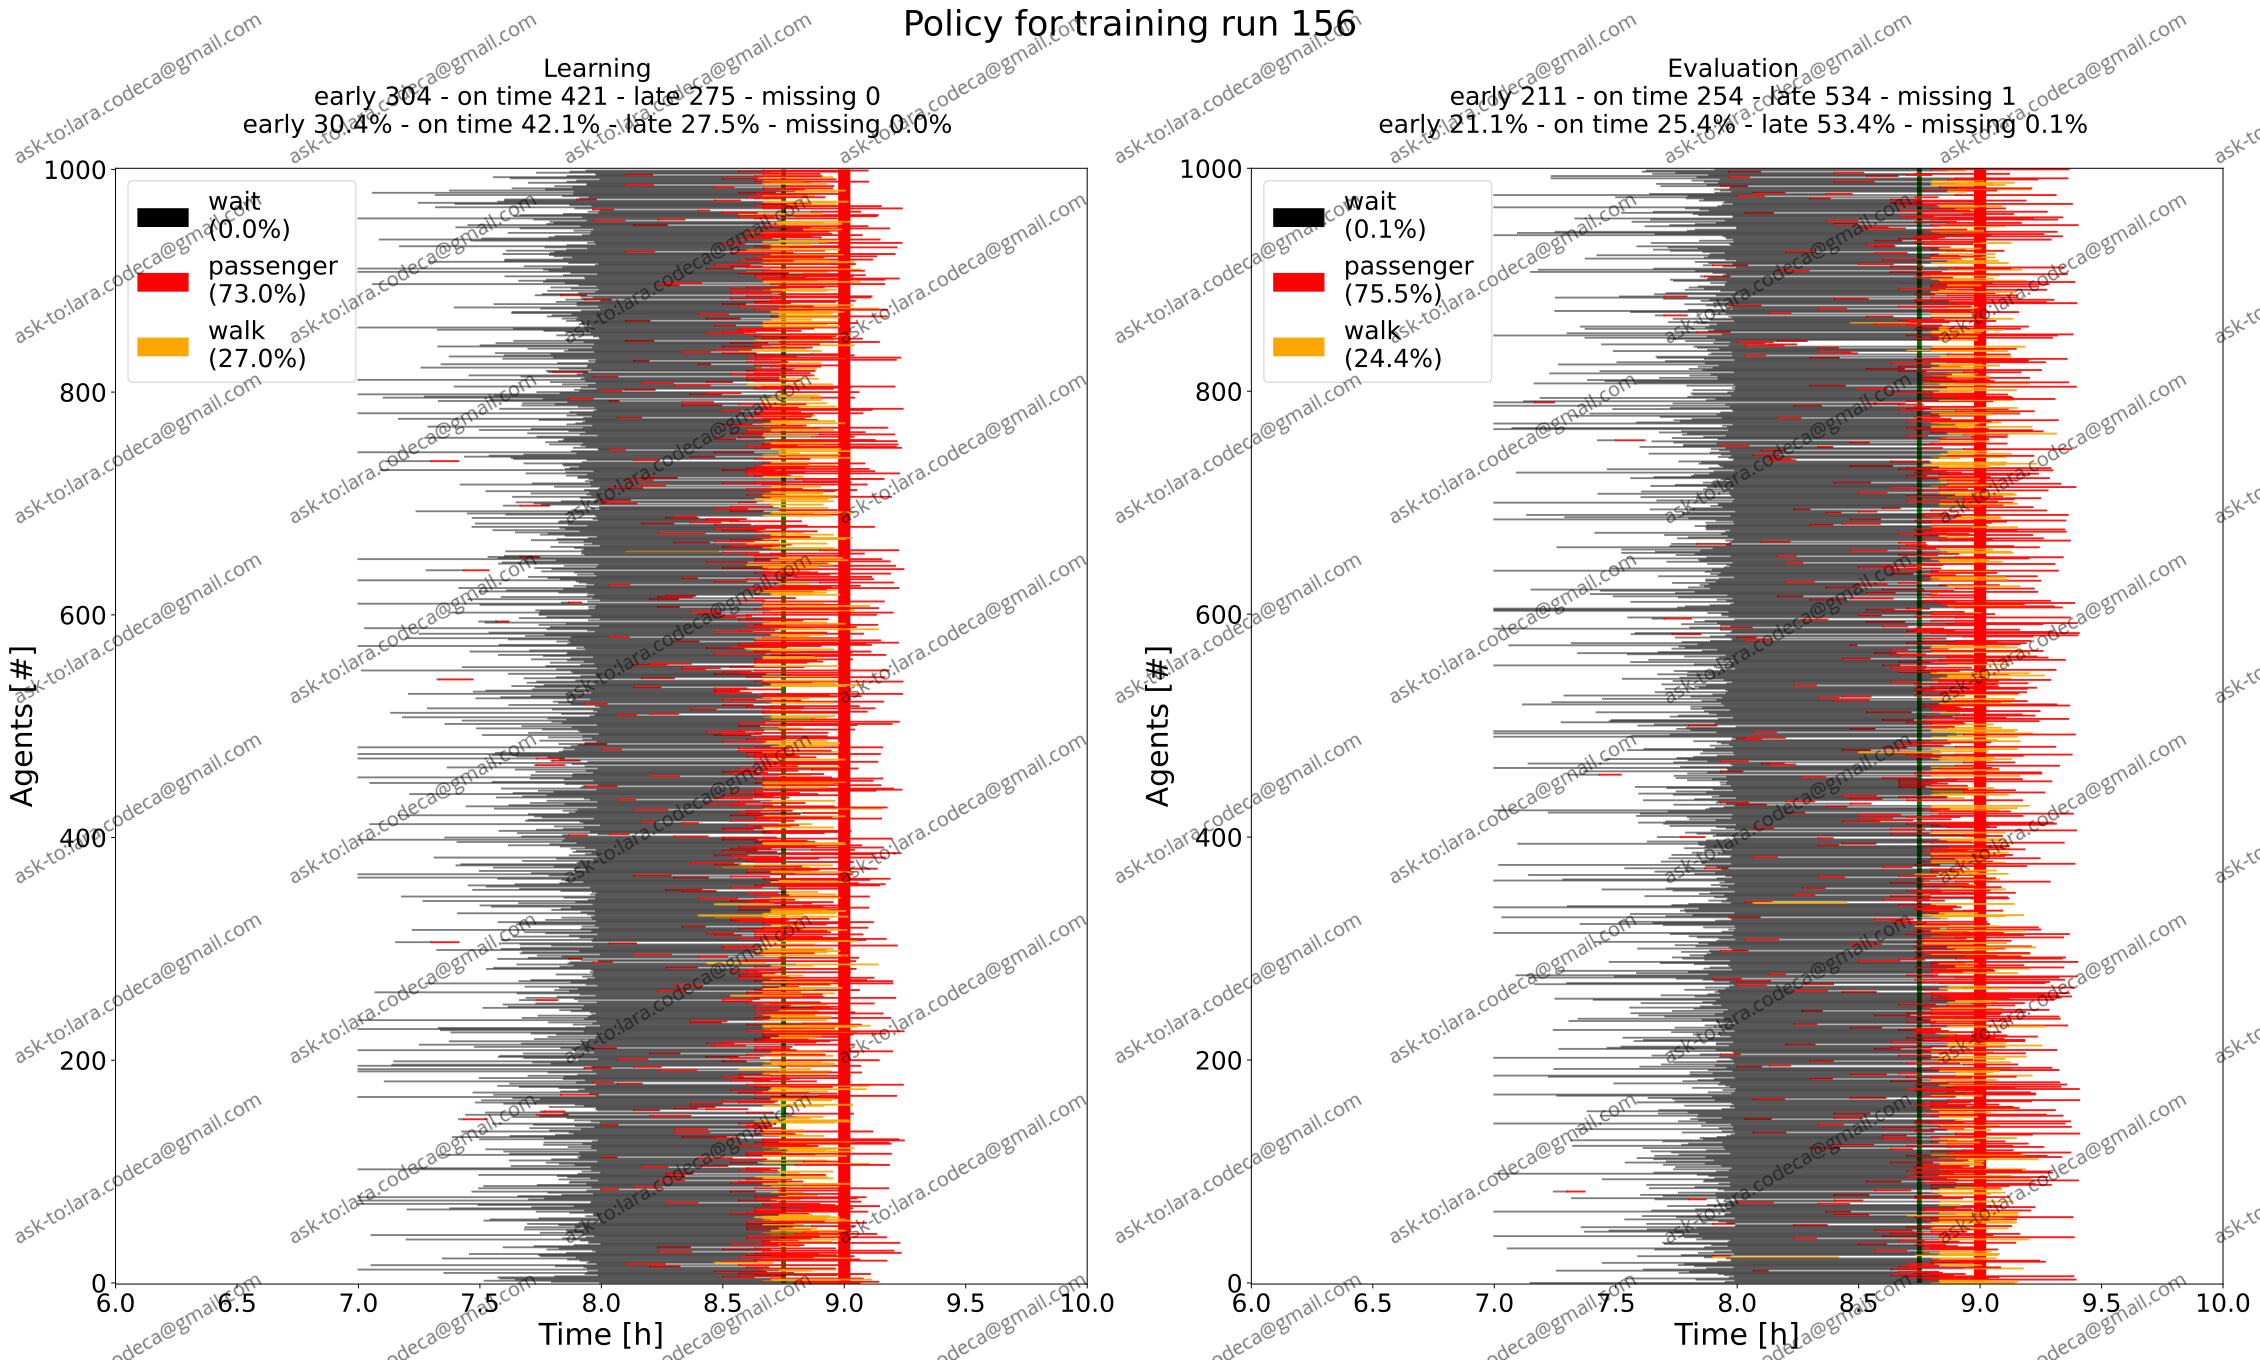 Policy for training run 156
Learning
early 304 - on time 421 - late 275 - missing 0
early 30.4% - on time 42.1% - late 27.5% - missing 0.0%
1000
800
600
400
200
0
Agents [#]
wait
(0.0%)
passenger
(73.0%)
walk
(27.0%)
6.0 6.5 7.0 7.5 8.0 8.5 9.0 9.5 10.0
Time [h]
Evaluation
early 211 - on time 254 - late 534 - missing 1
early 21.1% - on time 25.4% - late 53.4% - missing 0.1%
1000
800
600
400
200
0
Agents [#]
wait
(0.1%)
passenger
(75.5%)
walk
(24.4%)
6.0 6.5 7.0 7.5 8.0 8.5 9.0 9.5 10.0
Time [h]
ask-to:lara.codeca@gmail.com